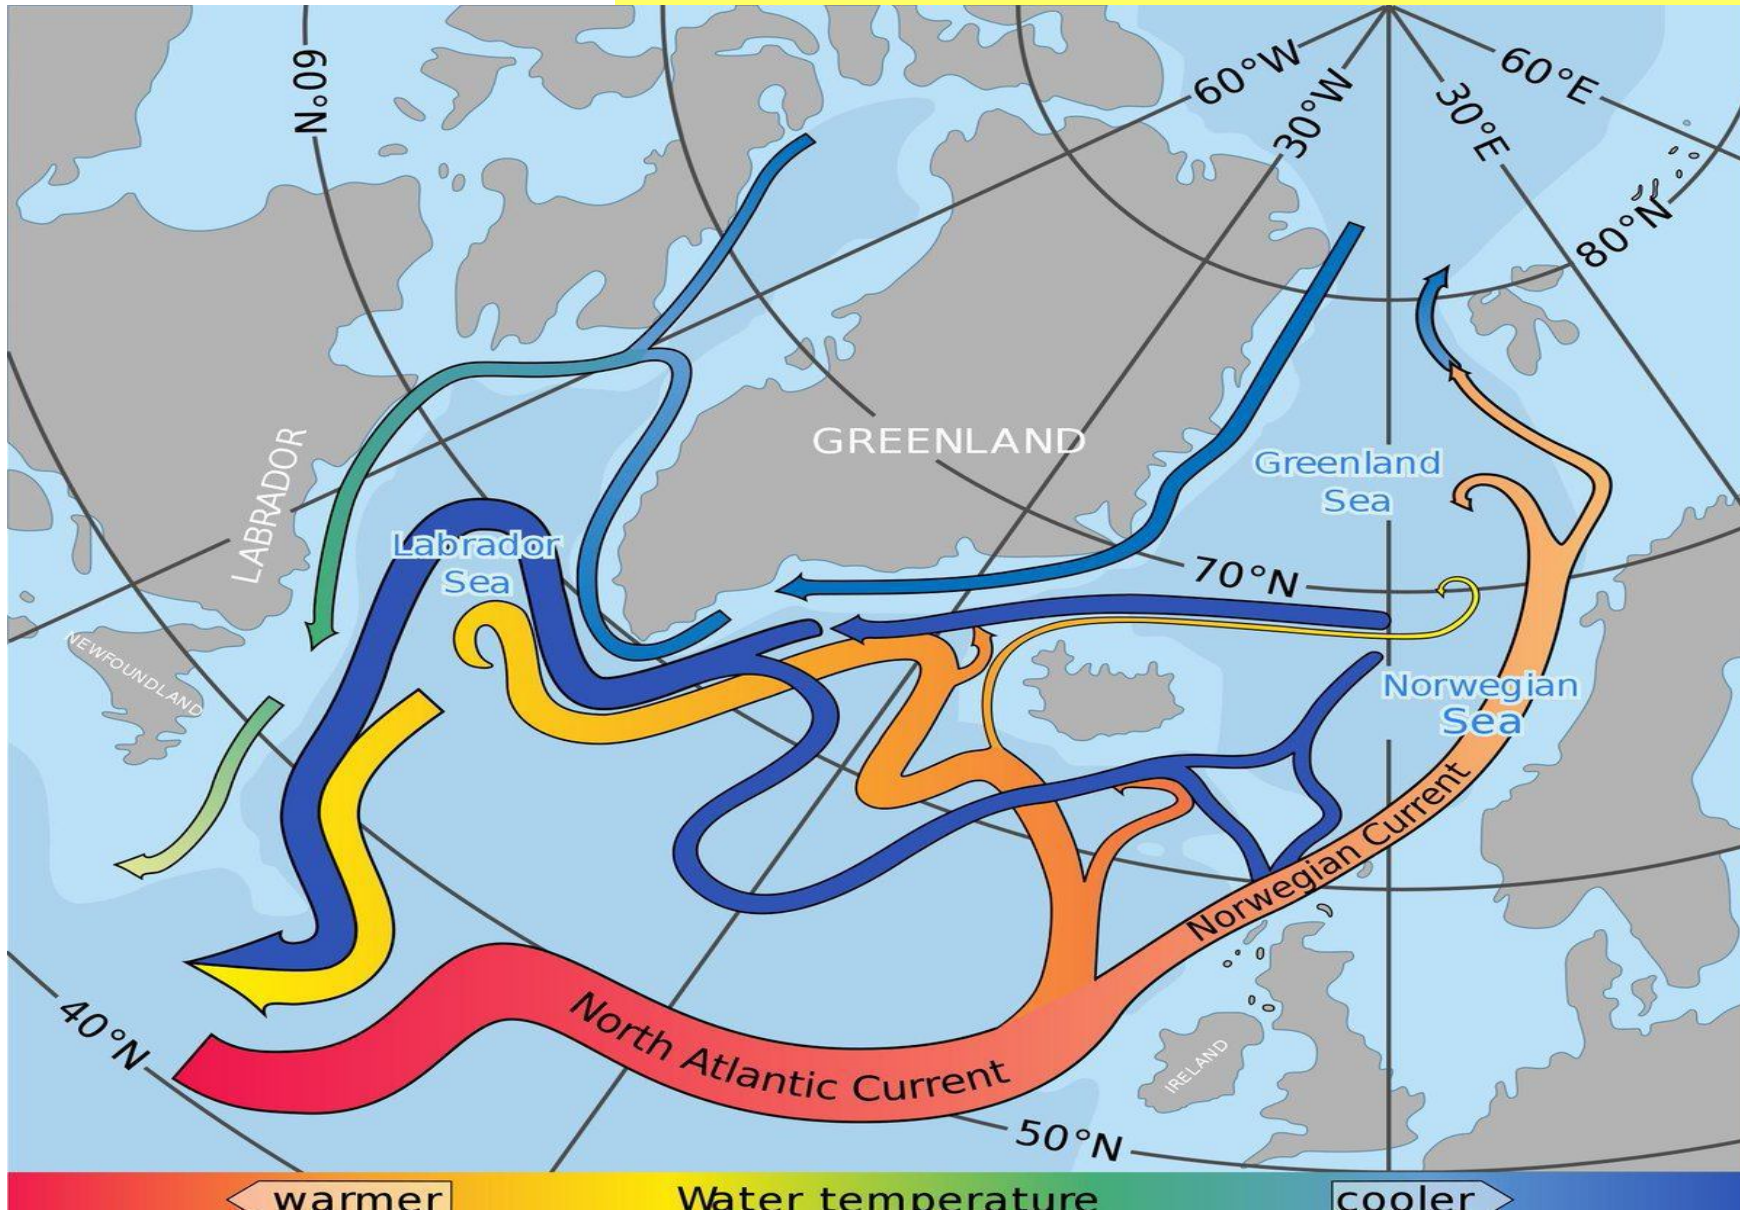 60°N
60°W
30°W
30°E
60°E
80°N
GREENLAND
Greenland
Sea
LABRADOR
Labrador
Sea
70°N
NEWFOUNDLAND
Norwegian
Sea
Norwegian Current
North Atlantic Current
IRELAND
40°N
50°N
warmer
Water temperature
cooler